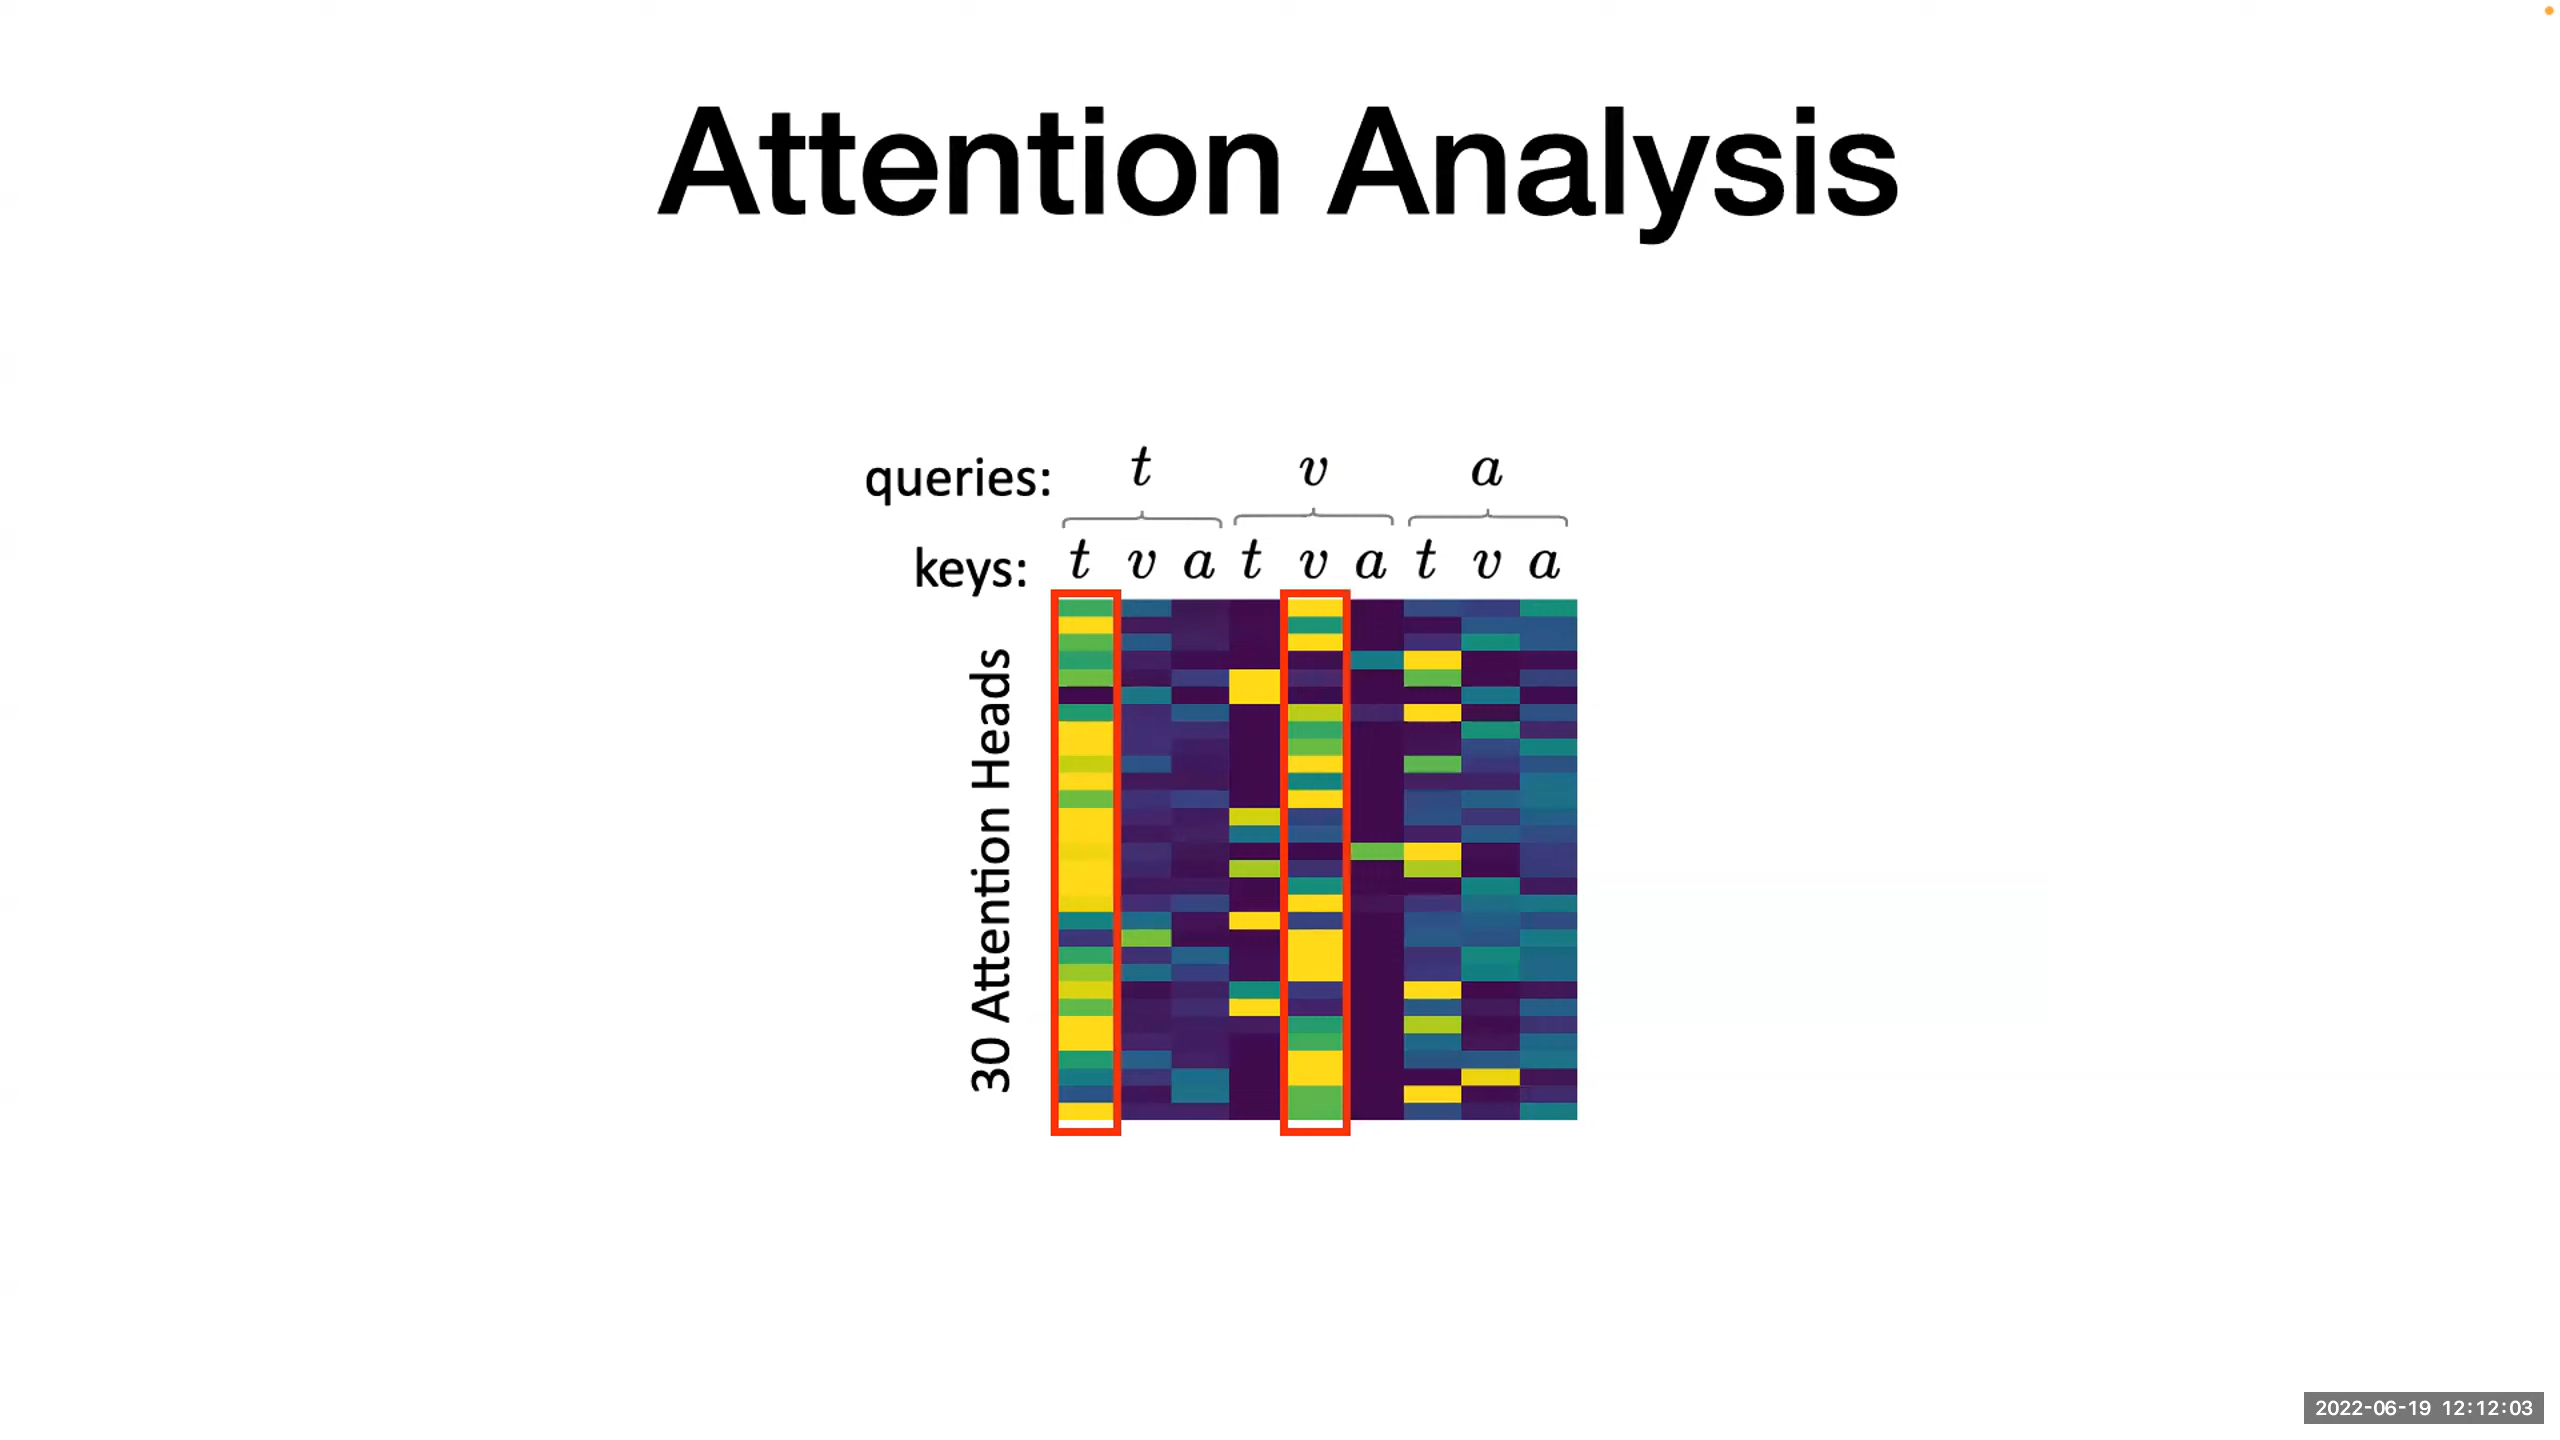 Attention Analysis
queries: t v a
keys: t v a t v a t v a
30 Attention Heads
2022-06-19 12:12:03